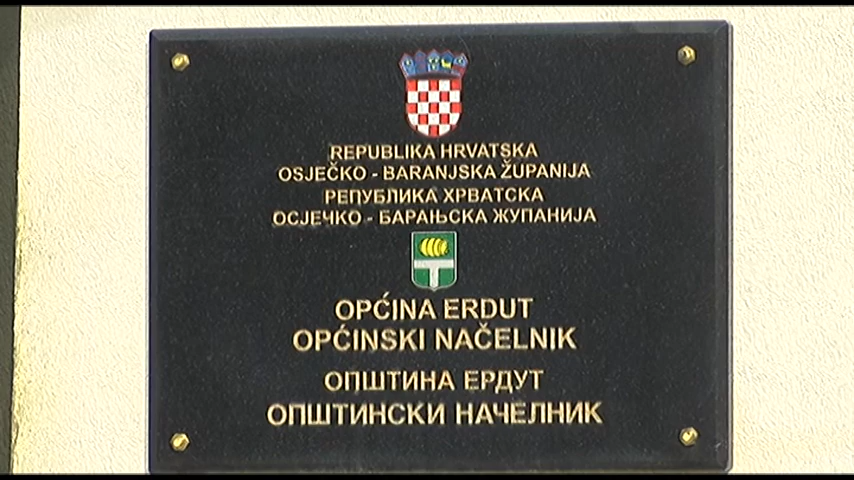 REPUBLIKA HRVATSKA
OSJEČKO - BARANJSKA ŽUPANIJA
РЕПУБЛИКА ХРВАТСКА
ОСЈЕЧКО - БАРАЊСКА ЖУПАНИЈА
OPĆINA ERDUT
OPĆINSKI NAČELNIK
ОПШТИНА ЕРДУТ
ОПШТИНСКИ НАЧЕЛНИК